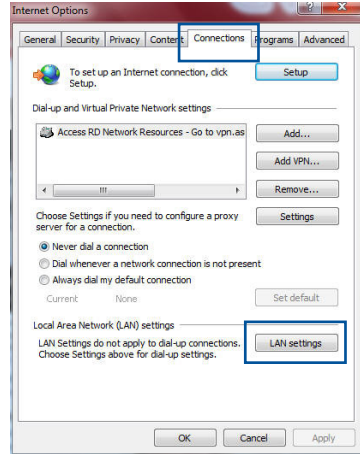 Internet Options
General Security Privacy Content Connections Programs Advanced
To set up an Internet connection, click
Setup.
Setup
Dial-up and Virtual Private Network settings
Access RD Network Resources - Go to vpn.as
Add...
Add VPN...
Remove...
Choose Settings if you need to configure a proxy
server for a connection.
Settings
Never dial a connection
Dial whenever a network connection is not present
Always dial my default connection
Current None
Set default
Local Area Network (LAN) settings
LAN Settings do not apply to dial-up connections.
Choose Settings above for dial-up settings.
LAN settings
OK Cancel Apply